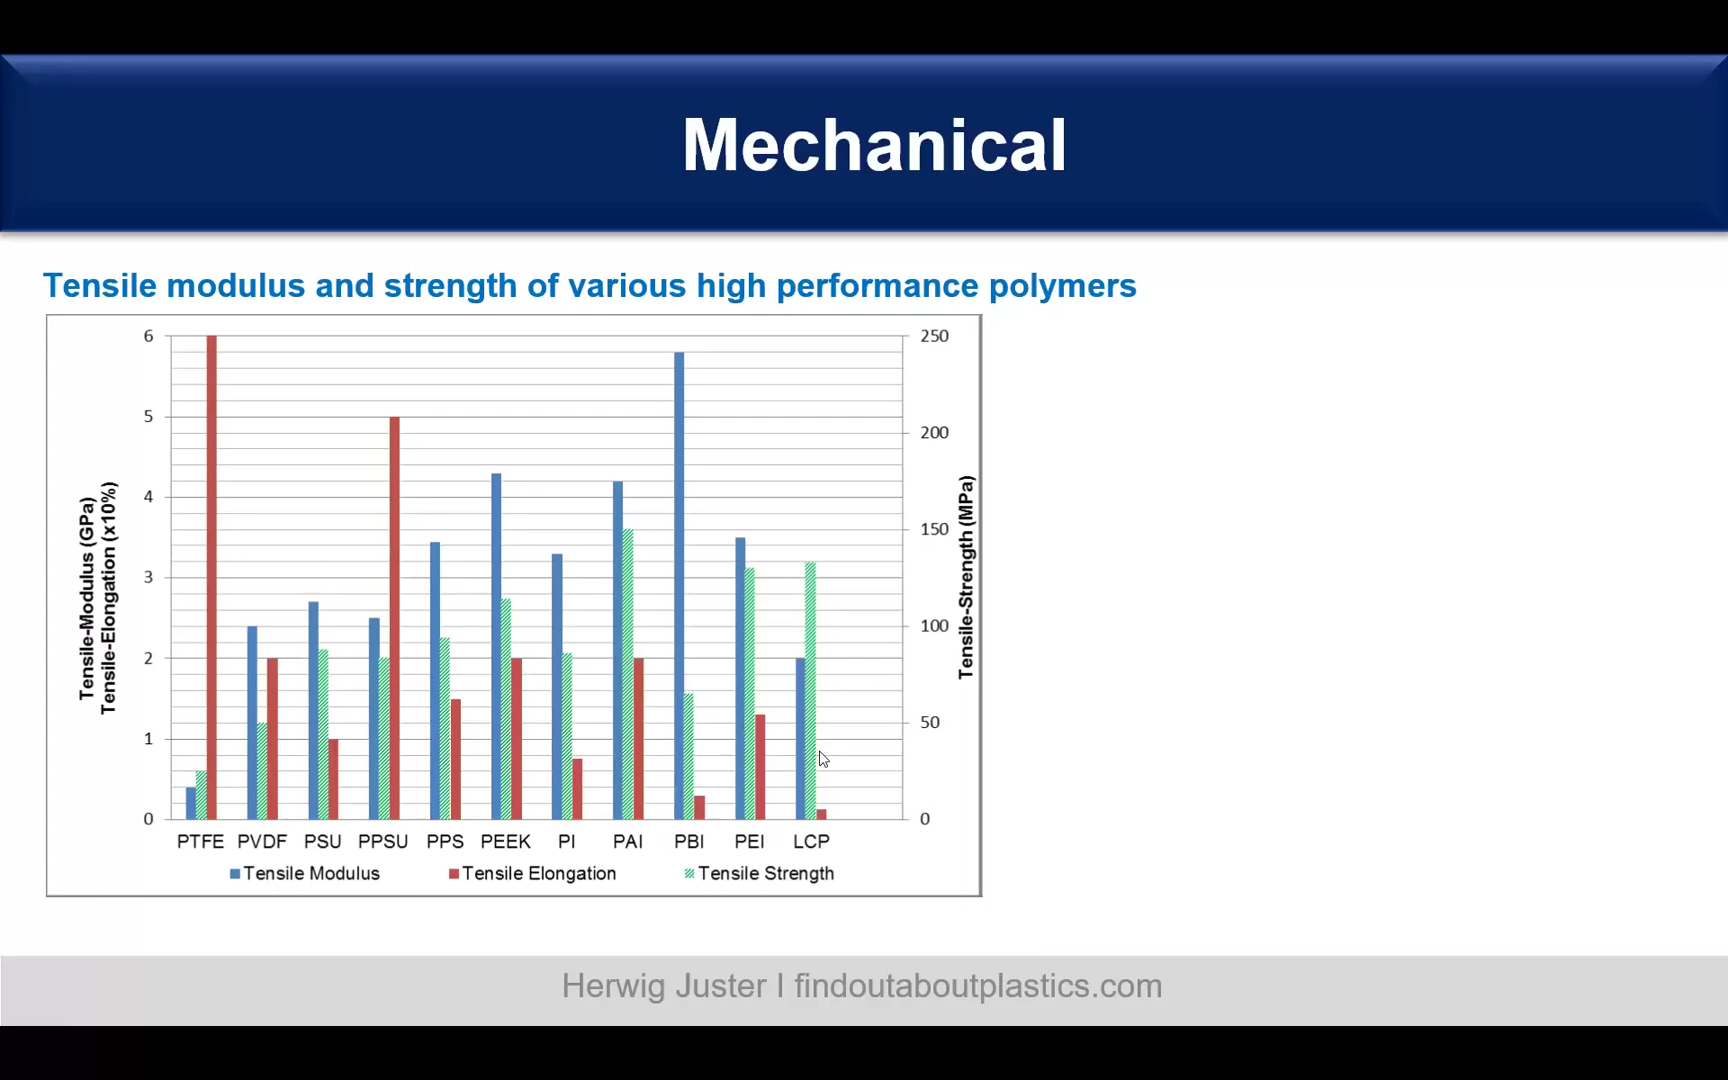 Mechanical
Tensile modulus and strength of various high performance polymers
6
5
4
3
2
1
0
250
200
150
100
50
0
Tensile-Modulus (GPa)
Tensile-Elongation (x10%)
Tensile-Strength (MPa)
PTFE PVDF PSU PPSU PPS PEEK PI PAI PBI PEI LCP
Tensile Modulus Tensile Elongation Tensile Strength
Herwig Juster I findoutaboutplastics.com